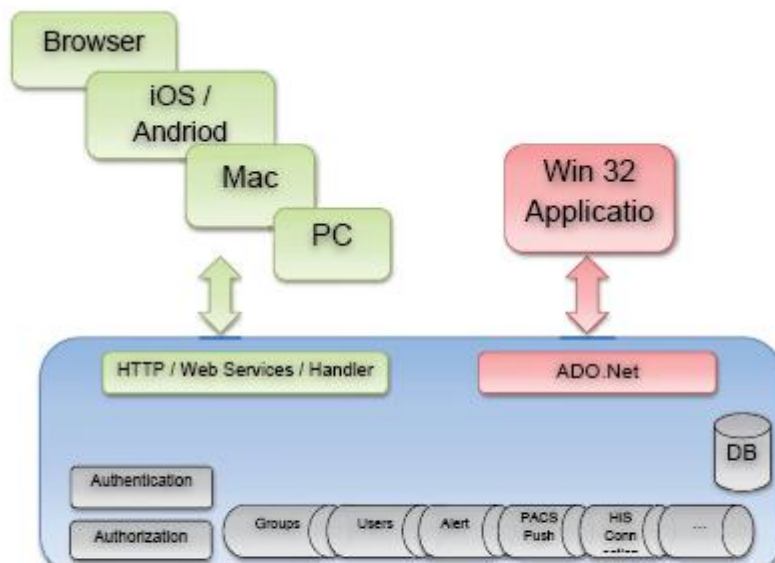 Browser
iOS /
Andriod
Mac
PC
Win 32
Applicatio
HTTP / Web Services / Handler
ADO.Net
DB
Authentication
Authorization
Groups
Users
Alert
PACS
Push
HIS
Conn
...